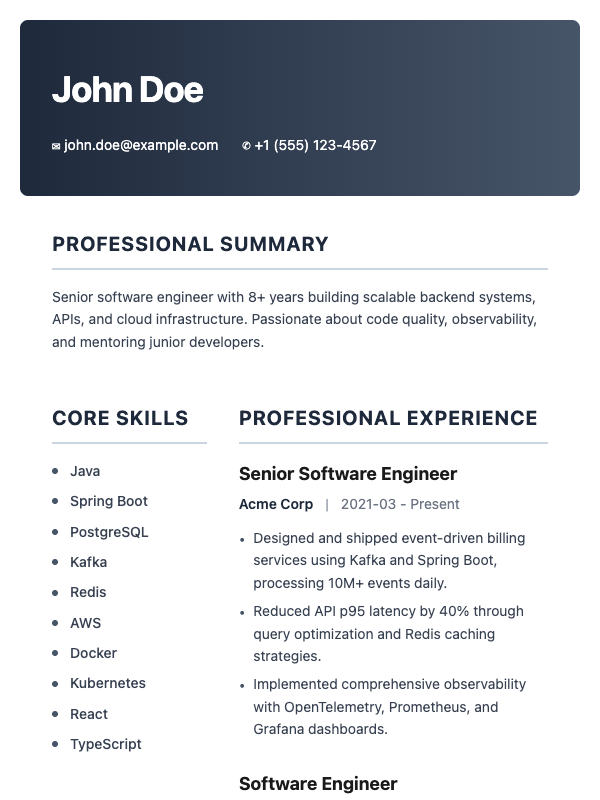 John Doe
✉ john.doe@example.com ✆ +1 (555) 123-4567
PROFESSIONAL SUMMARY
Senior software engineer with 8+ years building scalable backend systems,
APIs, and cloud infrastructure. Passionate about code quality, observability,
and mentoring junior developers.
CORE SKILLS
• Java
• Spring Boot
• PostgreSQL
• Kafka
• Redis
• AWS
• Docker
• Kubernetes
• React
• TypeScript
PROFESSIONAL EXPERIENCE
Senior Software Engineer
Acme Corp | 2021-03 - Present
• Designed and shipped event-driven billing
services using Kafka and Spring Boot,
processing 10M+ events daily.
• Reduced API p95 latency by 40% through
query optimization and Redis caching
strategies.
• Implemented comprehensive observability
with OpenTelemetry, Prometheus, and
Grafana dashboards.
Software Engineer